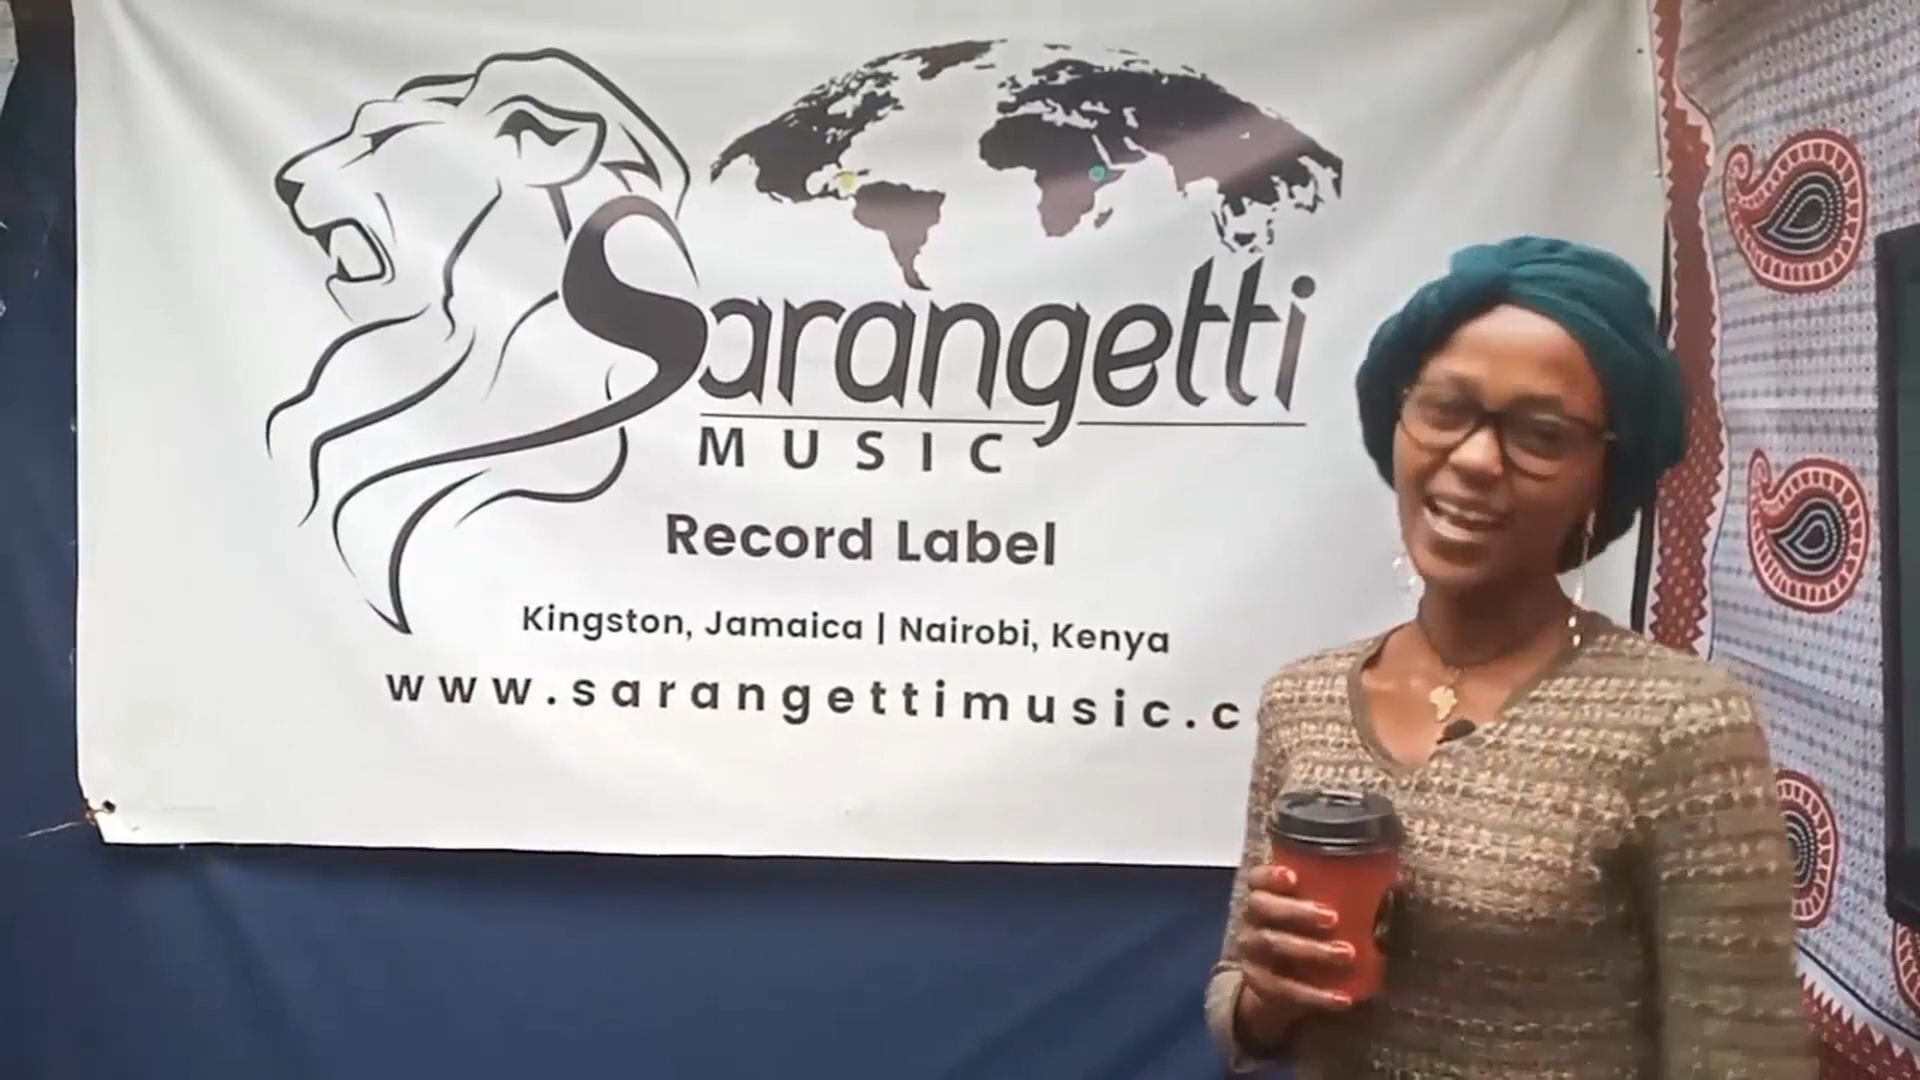 Sarangetti
MUSIC
Record Label
Kingston, Jamaica | Nairobi, Kenya
www.sarangettimusic.c